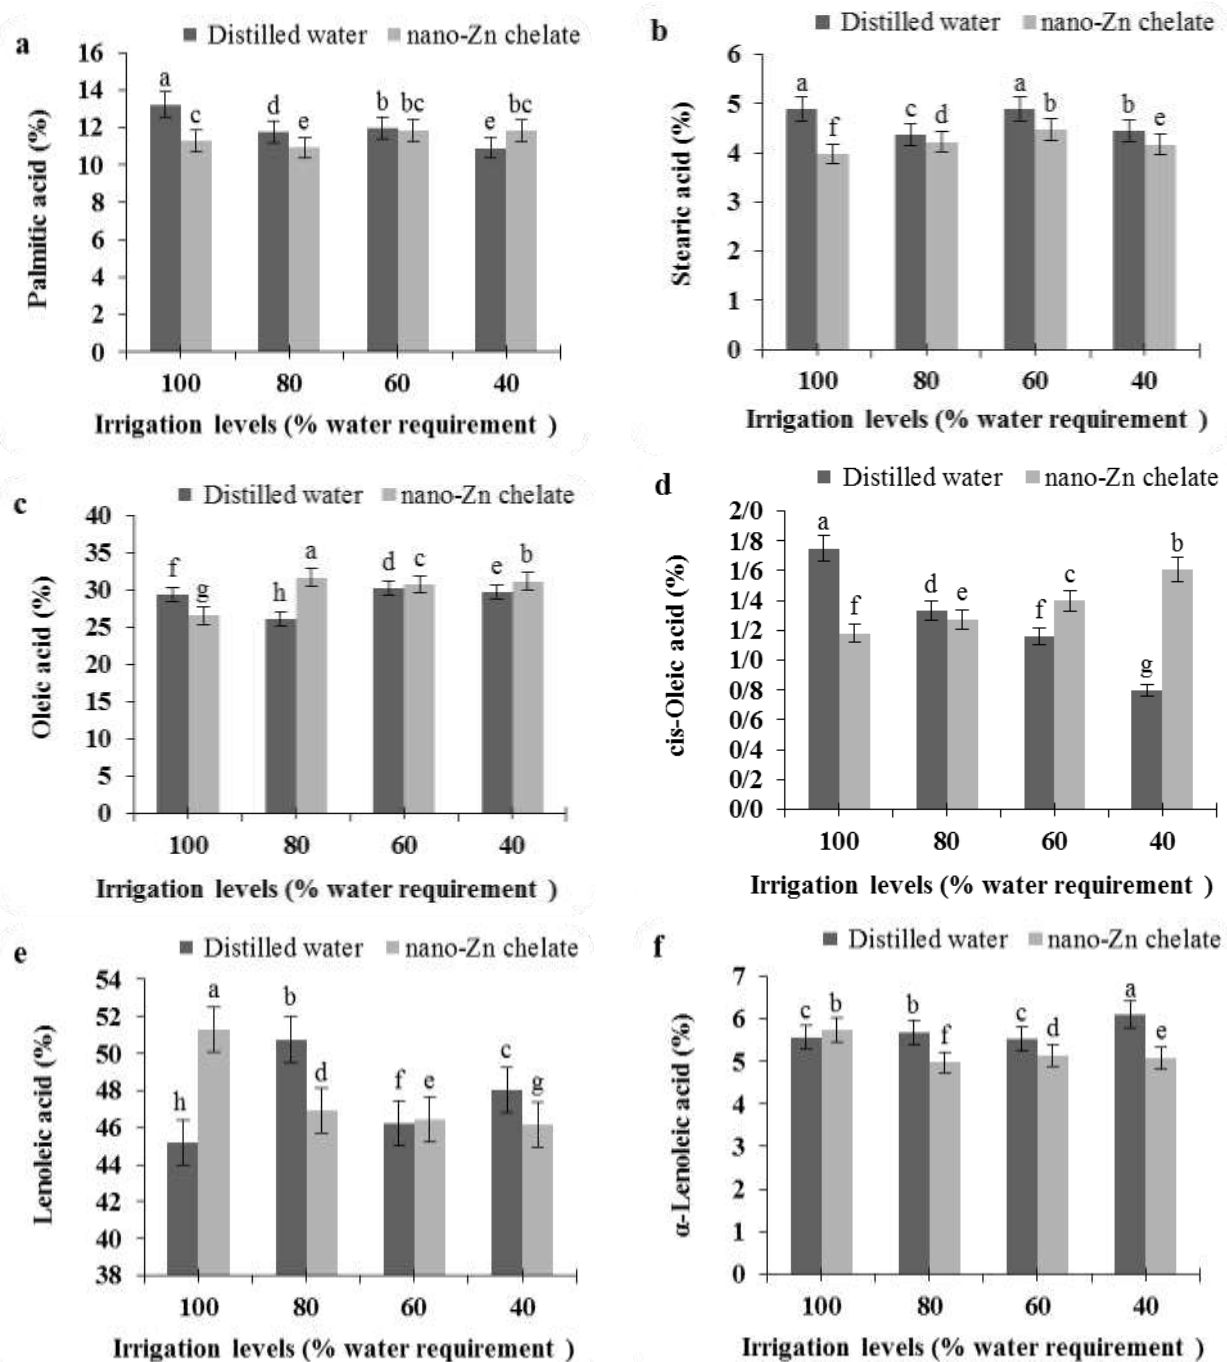 a
Distilled water nano-Zn chelate
Palmitic acid (%)
16
14
12
10
8
6
4
2
0
a c d e b bc e bc
100 80 60 40
Irrigation levels (% water requirement )
b
Distilled water nano-Zn chelate
Stearic acid (%)
6
5
4
3
2
1
0
a f c d a b b e
100 80 60 40
Irrigation levels (% water requirement )
c
Distilled water nano-Zn chelate
Oleic acid (%)
40
35
30
25
20
15
10
5
0
f g h a d c e b
100 80 60 40
Irrigation levels (% water requirement )
d
Distilled water nano-Zn chelate
cis-Oleic acid (%)
2/0
1/8
1/6
1/4
1/2
1/0
0/8
0/6
0/4
0/2
0/0
a f d e f c g b
100 80 60 40
Irrigation levels (% water requirement )
e
Distilled water nano-Zn chelate
Lenoleic acid (%)
54
52
50
48
46
44
42
40
38
h a b d f e c g
100 80 60 40
Irrigation levels (% water requirement )
f
Distilled water nano-Zn chelate
α-Lenoleic acid (%)
7
6
5
4
3
2
1
0
c b b f c d a e
100 80 60 40
Irrigation levels (% water requirement )